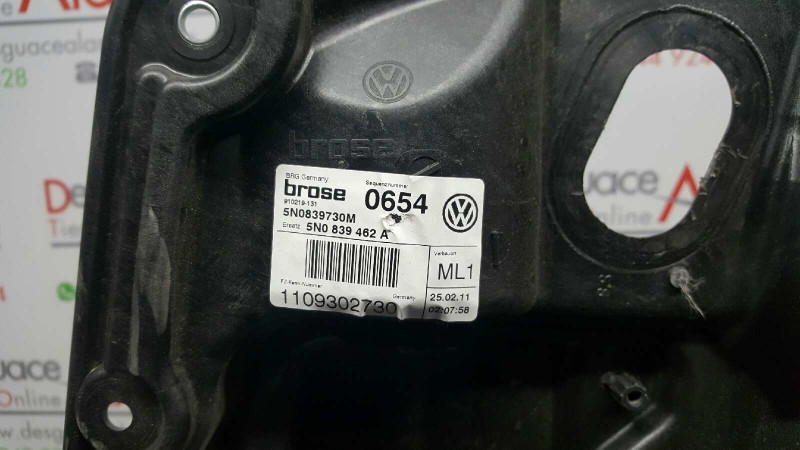 brose
BRG Germany
Sequenznummer
brose
0654
910219-131
5N0839730M
Ersatz: 5N0 839 462 A
Verbauort
ML1
Fz-Kenn-Nummer
Germany
25.02.11
1109302730
02:07:58